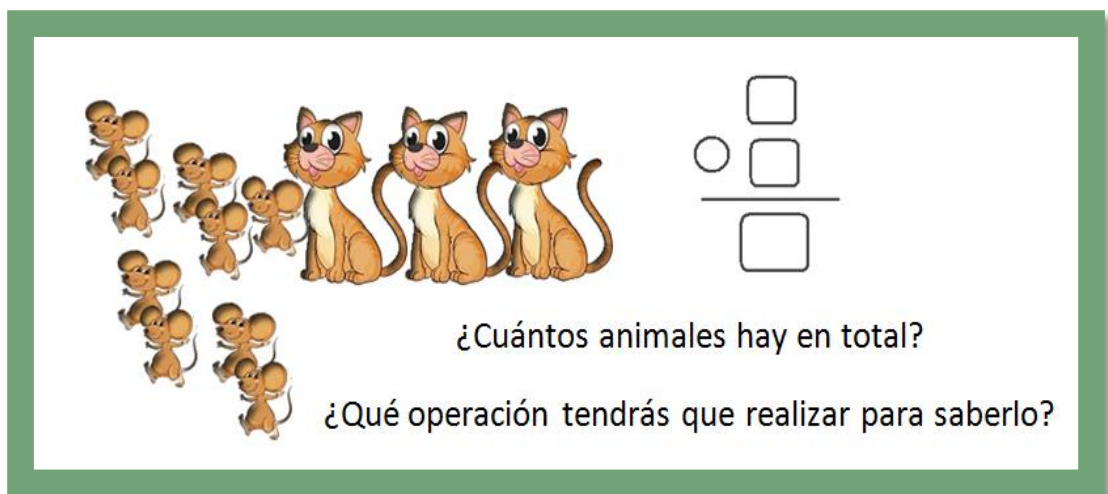 ¿Cuántos animales hay en total?
¿Qué operación tendrás que realizar para saberlo?